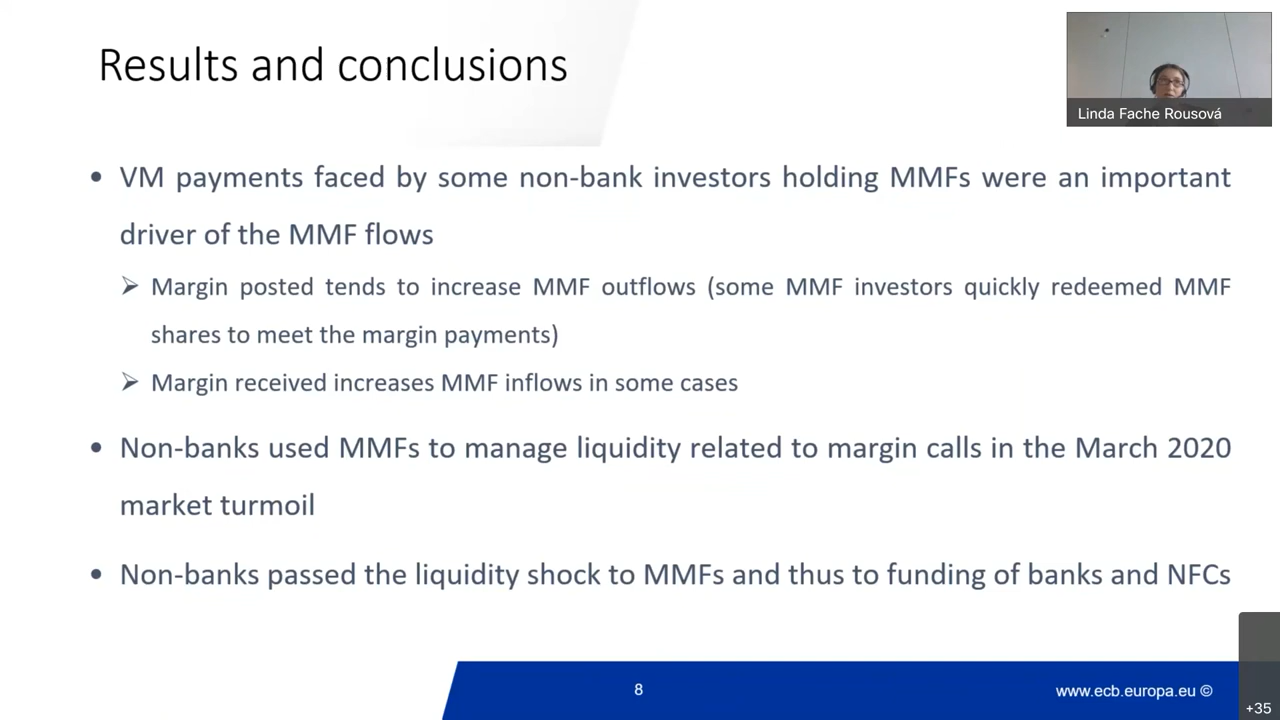 Results and conclusions
Linda Fache Rousová
• VM payments faced by some non-bank investors holding MMFs were an important
driver of the MMF flows
➢ Margin posted tends to increase MMF outflows (some MMF investors quickly redeemed MMF
shares to meet the margin payments)
➢ Margin received increases MMF inflows in some cases
• Non-banks used MMFs to manage liquidity related to margin calls in the March 2020
market turmoil
• Non-banks passed the liquidity shock to MMFs and thus to funding of banks and NFCs
8
www.ecb.europa.eu ©
+35